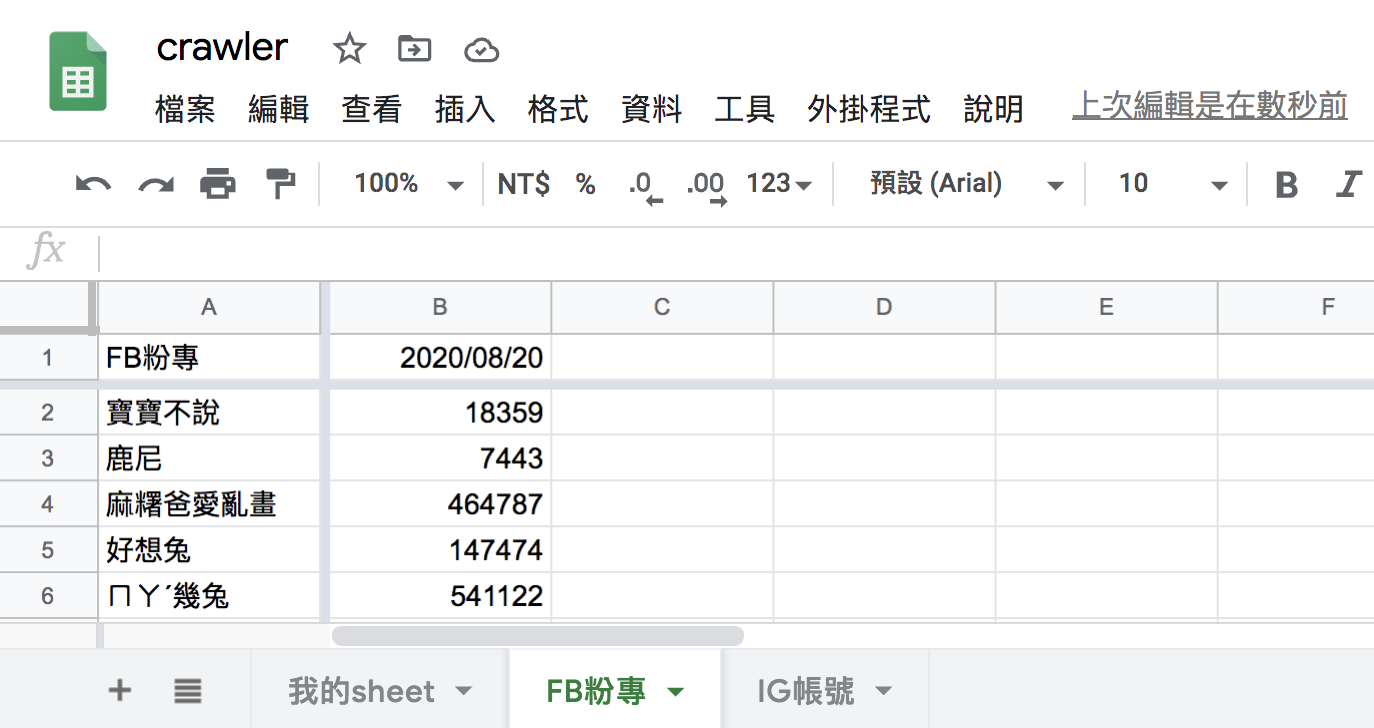 crawler
檔案 編輯 查看 插入 格式 資料 工具 外掛程式 說明 上次編輯是在數秒前
100% NT$ % .0 .00 123 預設 (Arial) 10 B I
fx
A B C D E F
1 FB粉專 2020/08/20
2 寶寶不說 18359
3 鹿尼 7443
4 麻糬爸愛亂畫 464787
5 好想兔 147474
6 ㄇㄚˊ幾兔 541122
+ 我的sheet FB粉專 IG帳號